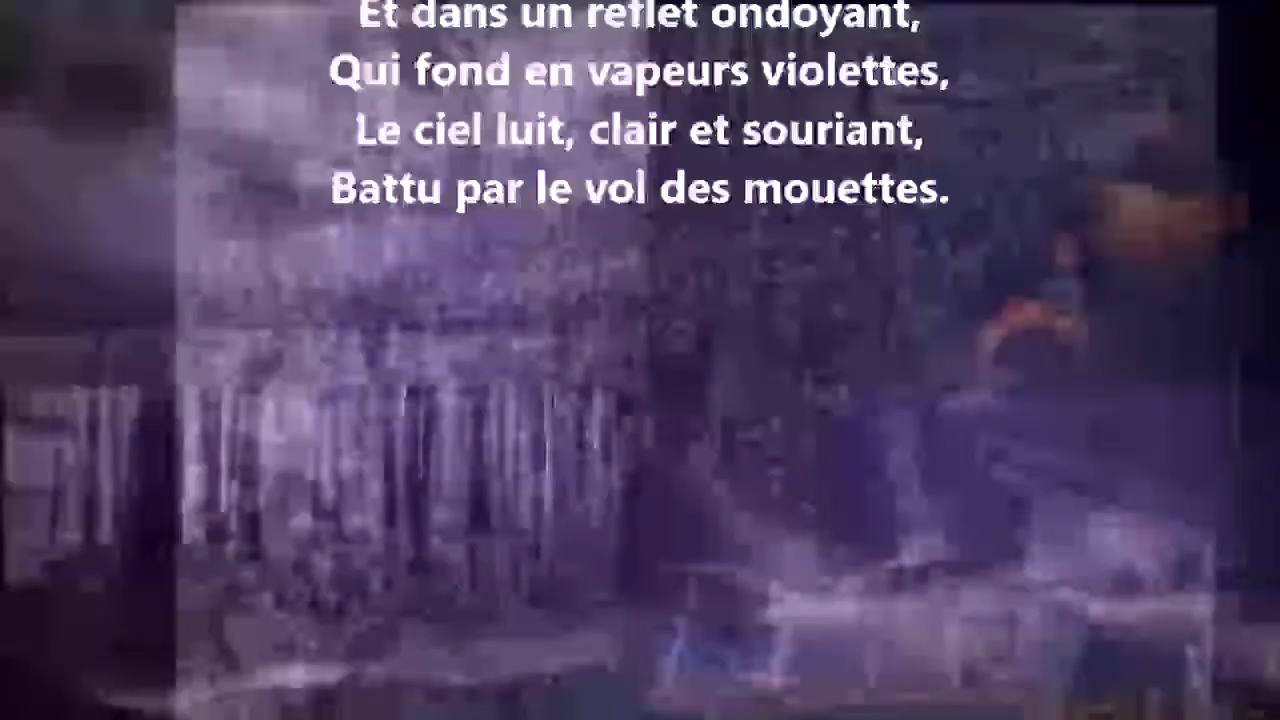 Et dans un reflet ondoyant,
Qui fond en vapeurs violettes,
Le ciel luit, clair et souriant,
Battu par le vol des mouettes.